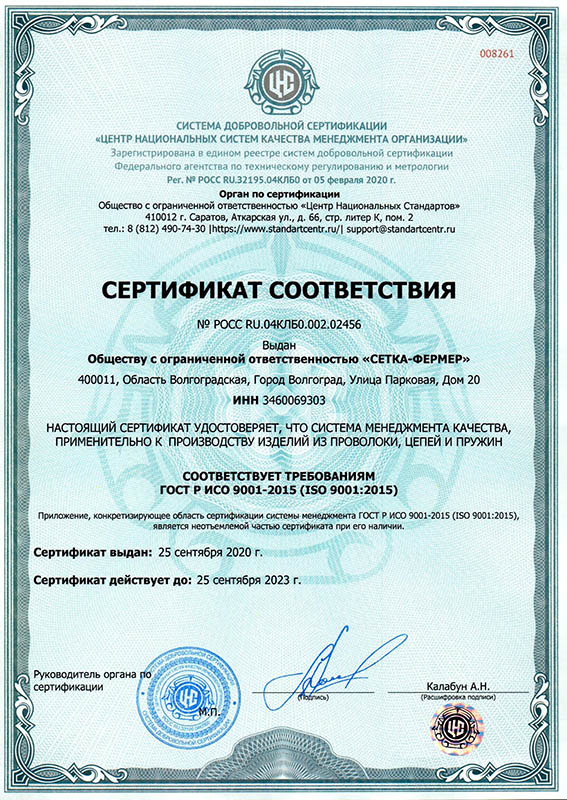 008261
ЦНС
СИСТЕМА ДОБРОВОЛЬНОЙ СЕРТИФИКАЦИИ
«ЦЕНТР НАЦИОНАЛЬНЫХ СИСТЕМ КАЧЕСТВА МЕНЕДЖМЕНТА ОРГАНИЗАЦИИ»
Зарегистрирована в едином реестре систем добровольной сертификации
Федерального агентства по техническому регулированию и метрологии
Рег. № РОСС RU.32195.04КЛБ0 от 05 февраля 2020 г.
Орган по сертификации
Общество с ограниченной ответственностью «Центр Национальных Стандартов»
410012 г. Саратов, Аткарская ул., д. 66, стр. литер К, пом. 2
тел.: 8 (812) 490-74-30 |https://www.standartcentr.ru/| support@standartcentr.ru
СЕРТИФИКАТ СООТВЕТСТВИЯ
№ РОСС RU.04КЛБ0.002.02456
Выдан
Обществу с ограниченной ответственностью «СЕТКА-ФЕРМЕР»
400011, Область Волгоградская, Город Волгоград, Улица Парковая, Дом 20
ИНН 3460069303
НАСТОЯЩИЙ СЕРТИФИКАТ УДОСТОВЕРЯЕТ, ЧТО СИСТЕМА МЕНЕДЖМЕНТА КАЧЕСТВА,
ПРИМЕНИТЕЛЬНО К ПРОИЗВОДСТВУ ИЗДЕЛИЙ ИЗ ПРОВОЛОКИ, ЦЕПЕЙ И ПРУЖИН
СООТВЕТСТВУЕТ ТРЕБОВАНИЯМ
ГОСТ Р ИСО 9001-2015 (ISO 9001:2015)
Приложение, конкретизирующее область сертификации системы менеджмента ГОСТ Р ИСО 9001-2015 (ISO 9001:2015),
является неотъемлемой частью сертификата при его наличии.
Сертификат выдан: 25 сентября 2020 г.
Сертификат действует до: 25 сентября 2023 г.
Руководитель органа по
сертификации
М.П.
(Подпись)
Калабун А.Н.
(Расшифровка подписи)
СИСТЕМА ДОБРОВОЛЬНОЙ СЕРТИФИКАЦИИ
ЦНС
ЦНС